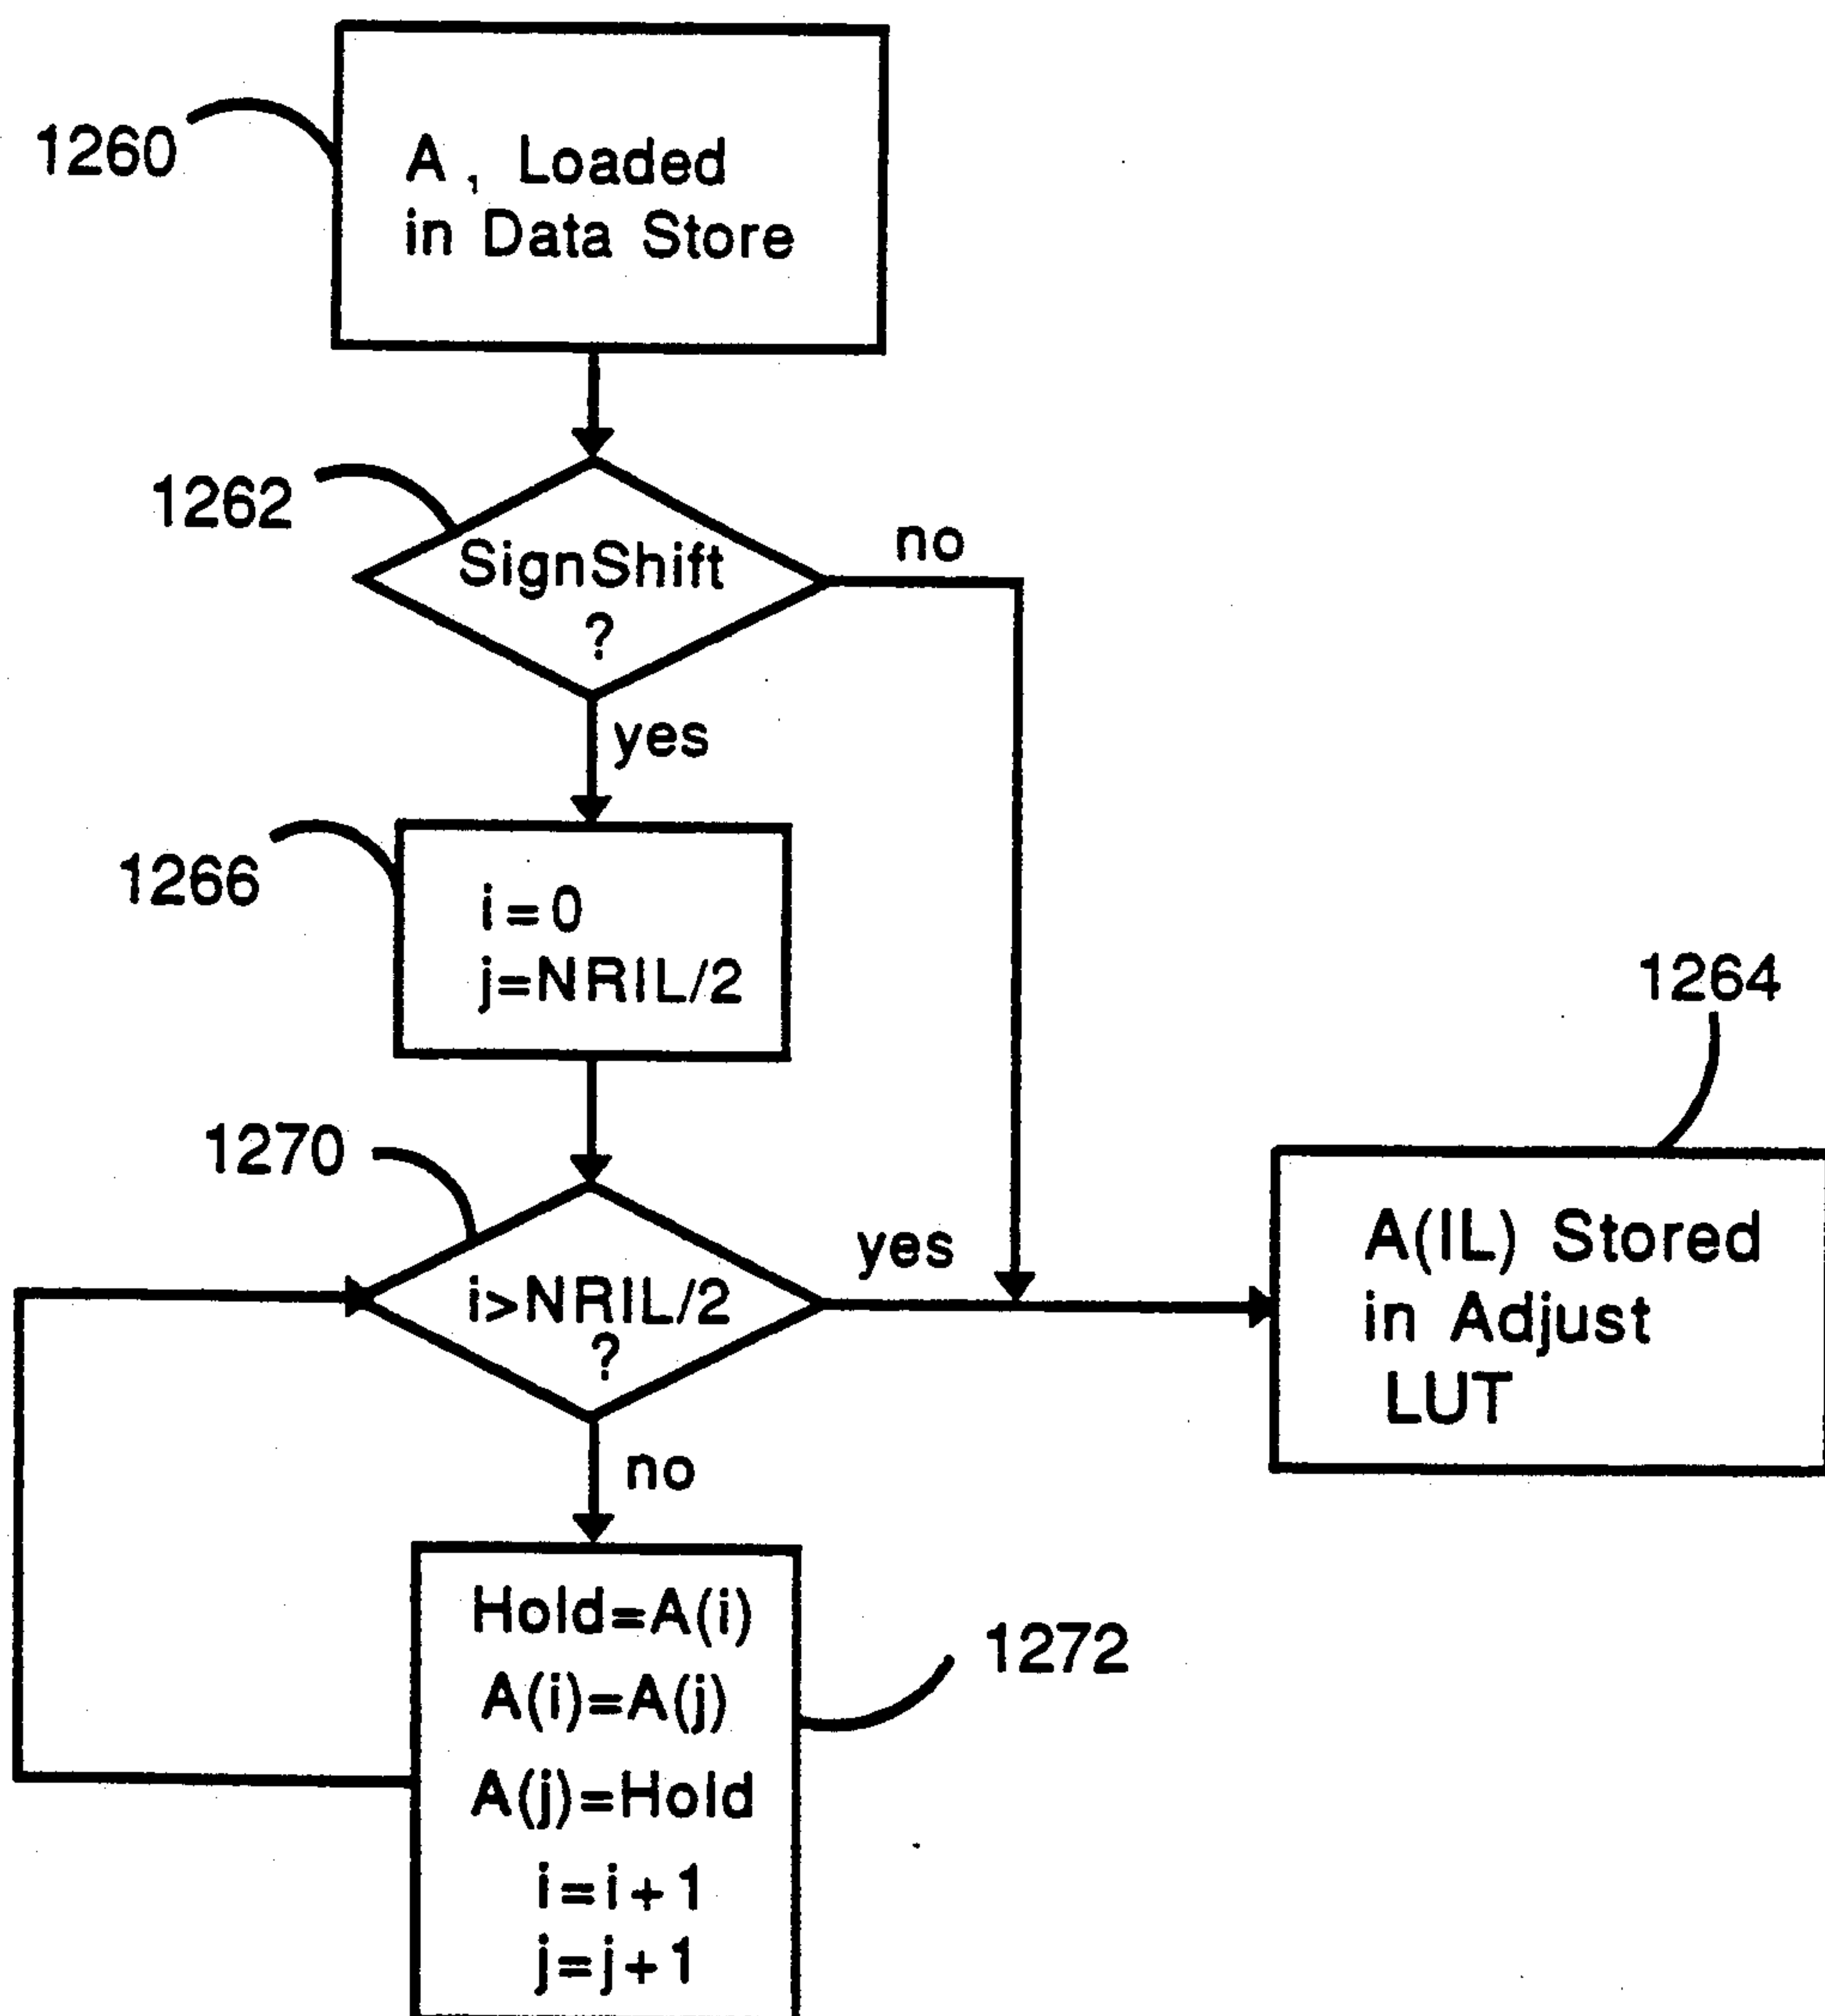 1260
A , Loaded
in Data Store
1262
SignShift
?
no
yes
1266
i=0
j=NRIL/2
1264
1270
i>NRIL/2
?
yes
A(IL) Stored
in Adjust
LUT
no
Hold=A(i)
A(i)=A(j)
A(j)=Hold
i=i+1
j=j+1
1272